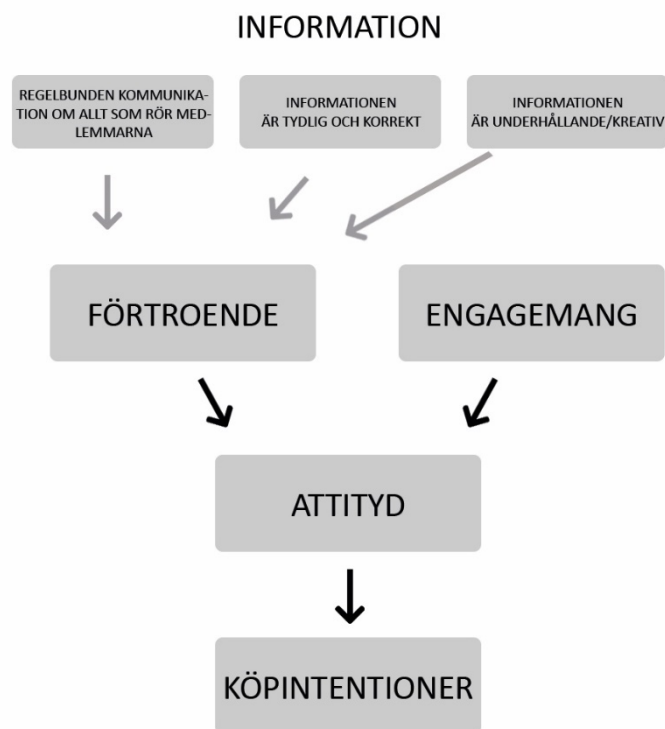 INFORMATION
REGELBUNDEN KOMMUNIKA-
TION OM ALLT SOM RÖR MED-
LEMMARNA
INFORMATIONEN
ÄR TYDLIG OCH KORREKT
INFORMATIONEN
ÄR UNDERHÅLLANDE/KREATIV
FÖRTROENDE
ENGAGEMANG
ATTITYD
KÖPINTENTIONER